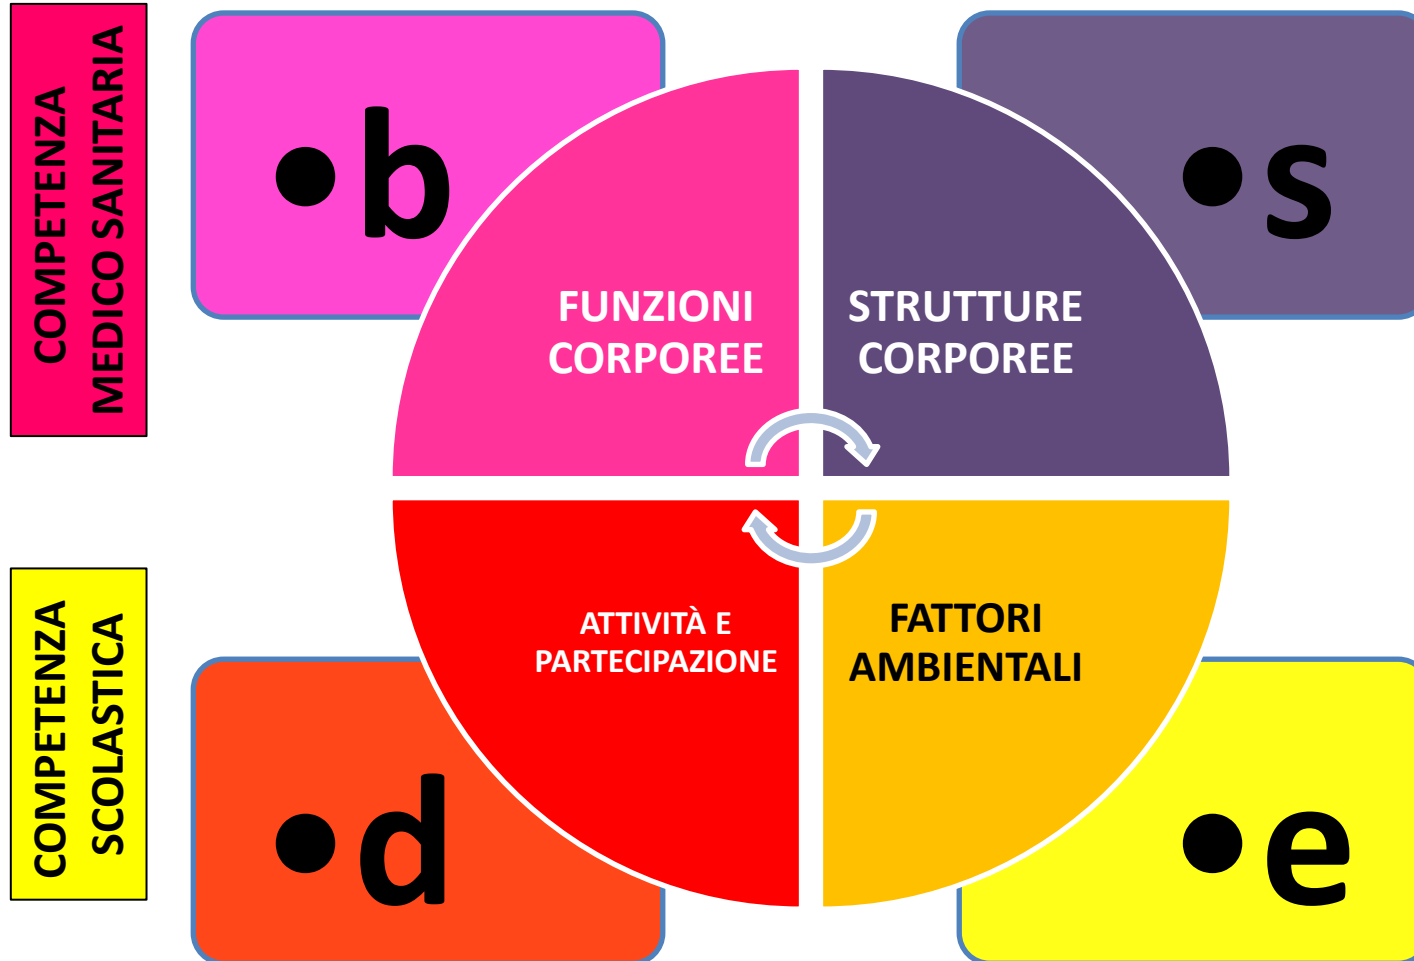 COMPETENZA
MEDICO SANITARIA
•b
•s
FUNZIONI
CORPOREE
STRUTTURE
CORPOREE
COMPETENZA
SCOLASTICA
ATTIVITÀ E
PARTECIPAZIONE
FATTORI
AMBIENTALI
•d
•e